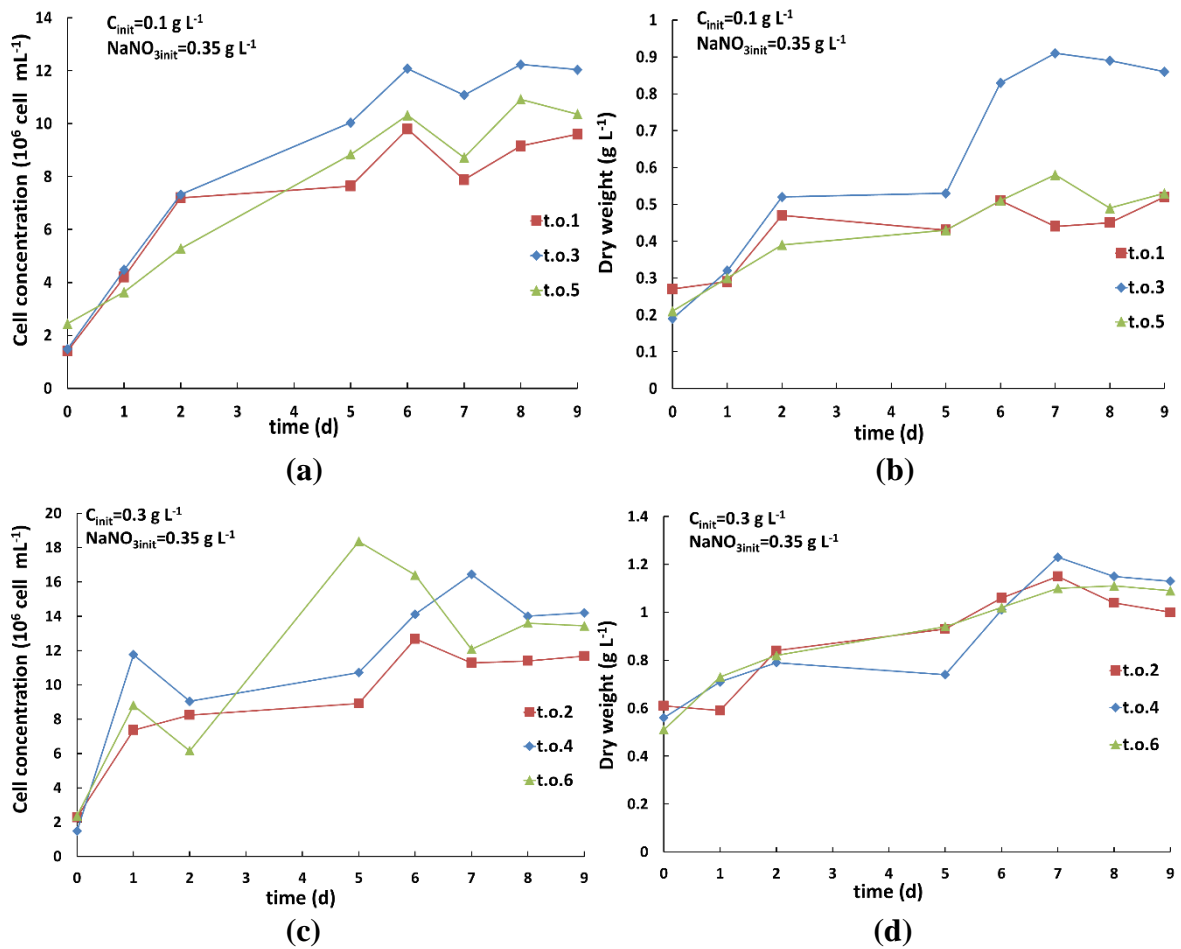 C_init=0.1 g L⁻¹
NaNO₃init=0.35 g L⁻¹
Cell concentration (10⁶ cell mL⁻¹)
14
12
10
8
6
4
2
0
t.o.1
t.o.3
t.o.5
0 1 2 3 4 5 6 7 8 9
time (d)
(a)
C_init=0.1 g L⁻¹
NaNO₃init=0.35 g L⁻¹
Dry weight (g L⁻¹)
1
0.9
0.8
0.7
0.6
0.5
0.4
0.3
0.2
0.1
0
t.o.1
t.o.3
t.o.5
0 1 2 3 4 5 6 7 8 9
time (d)
(b)
C_init=0.3 g L⁻¹
NaNO₃init=0.35 g L⁻¹
Cell concentration (10⁶ cell mL⁻¹)
20
18
16
14
12
10
8
6
4
2
0
t.o.2
t.o.4
t.o.6
0 1 2 3 4 5 6 7 8 9
time (d)
(c)
C_init=0.3 g L⁻¹
NaNO₃init=0.35 g L⁻¹
Dry weight (g L⁻¹)
1.4
1.2
1
0.8
0.6
0.4
0.2
0
t.o.2
t.o.4
t.o.6
0 1 2 3 4 5 6 7 8 9
time (d)
(d)